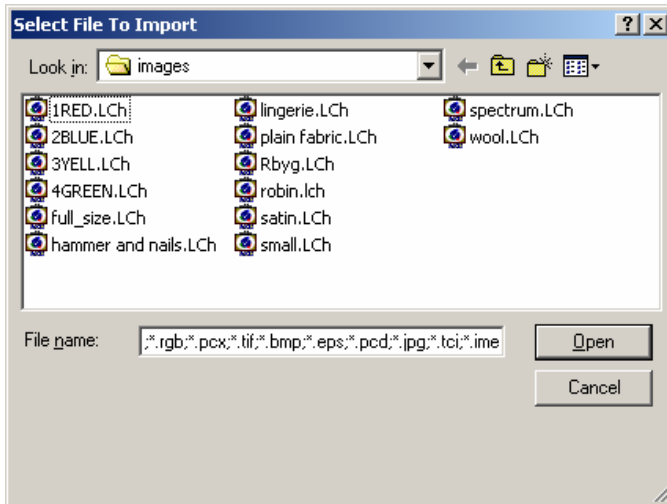 Select File To Import
Look in: images
1RED.LCh
2BLUE.LCh
3YELL.LCh
4GREEN.LCh
full_size.LCh
hammer and nails.LCh
lingerie.LCh
plain fabric.LCh
Rbyg.LCh
robin.lch
satin.LCh
small.LCh
spectrum.LCh
wool.LCh
File name: ;*.rgb;*.pcx;*.tif;*.bmp;*.eps;*.pcd;*.jpg;*.tci;*.ime
Open
Cancel